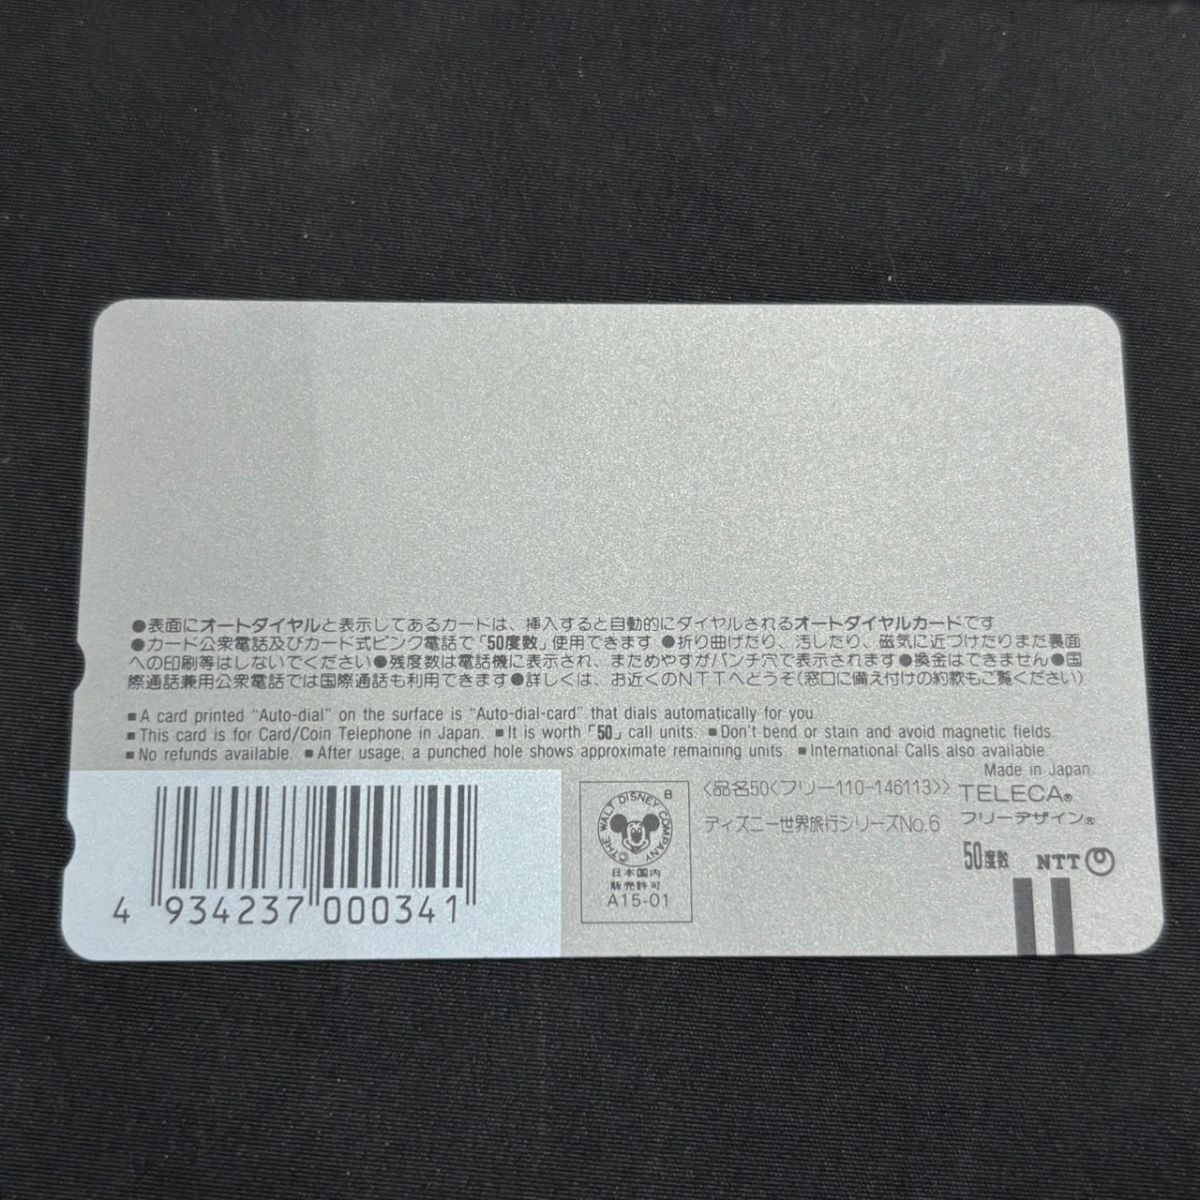 ●表面にオートダイヤルと表示してあるカードは、挿入すると自動的にダイヤルされるオートダイヤルカードです
●カード公衆電話及びカード式ピンク電話で「50度数」使用できます ●折り曲げたり、汚したり、磁気に近づけたりまた裏面
への印刷等はしないでください●残度数は電話機に表示され、まためやすがパンチ穴で表示されます●換金はできません●国
際通話兼用公衆電話では国際通話も利用できます●詳しくは、お近くのNTTへどうぞ(窓口に備え付けの約款もご覧ください)
■ A card printed "Auto-dial" on the surface is "Auto-dial-card" that dials automatically for you.
■ This card is for Card/Coin Telephone in Japan. ■ It is worth 「50」 call units. ■ Don't bend or stain and avoid magnetic fields.
■ No refunds available. ■ After usage, a punched hole shows approximate remaining units. ■ International Calls also available.
Made in Japan
〈品名50〈フリー110-146113〉〉 TELECA®
ディズニー世界旅行シリーズNo.6 フリーデザイン®
50度数 NTT
B
©THE WALT DISNEY COMPANY
日本国内
販売許可
A15-01
4 934237 000341